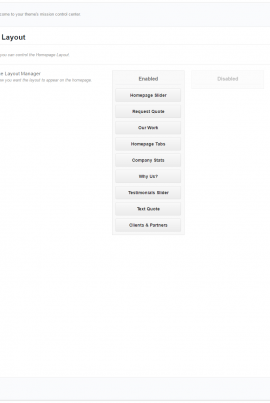 come to your theme's mission control center
Layout
you can control the Homepage Layout
e Layout Manager
you want the layout to appear on the homepage
Enabled
Disabled
Homepage Slider
Request Quote
Our Work
Homepage Tabs
Company Stats
Why Us?
Testimonials Slider
Text Quote
Clients & Partners